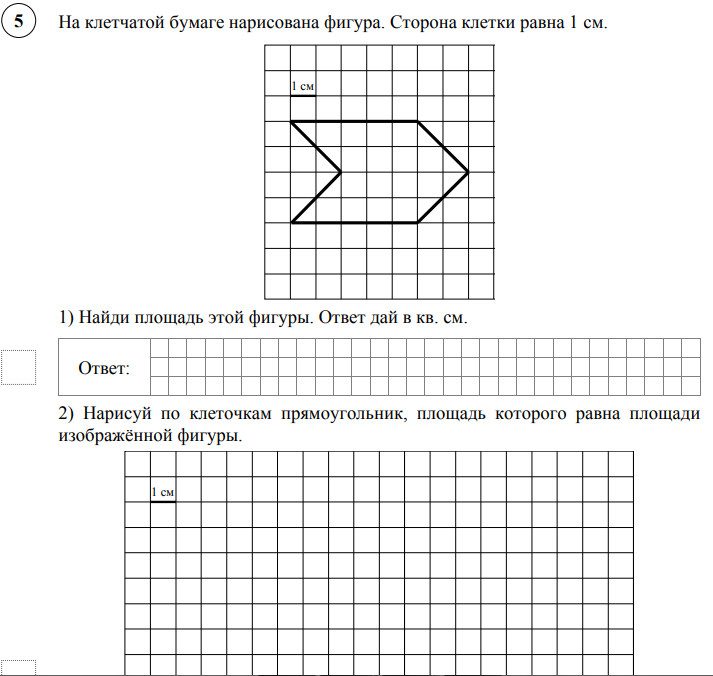 5 На клетчатой бумаге нарисована фигура. Сторона клетки равна 1 см.
1 см
1) Найди площадь этой фигуры. Ответ дай в кв. см.
Ответ:
2) Нарисуй по клеточкам прямоугольник, площадь которого равна площади
изображённой фигуры.
1 см